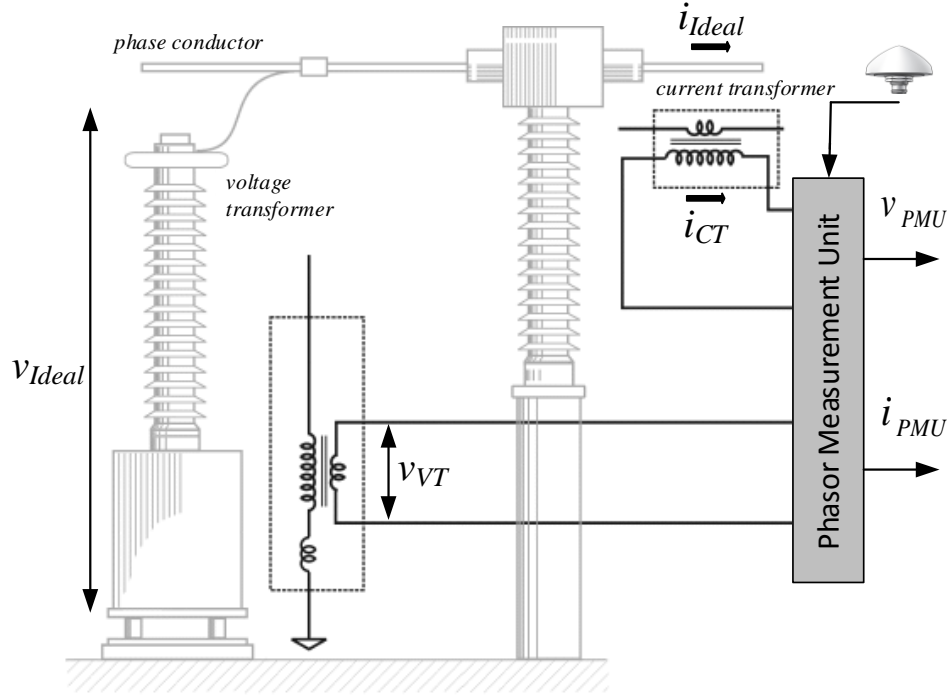 i_Ideal
phase conductor
current transformer
voltage
transformer
i_CT
v_PMU
Phasor Measurement Unit
v_Ideal
i_PMU
v_VT